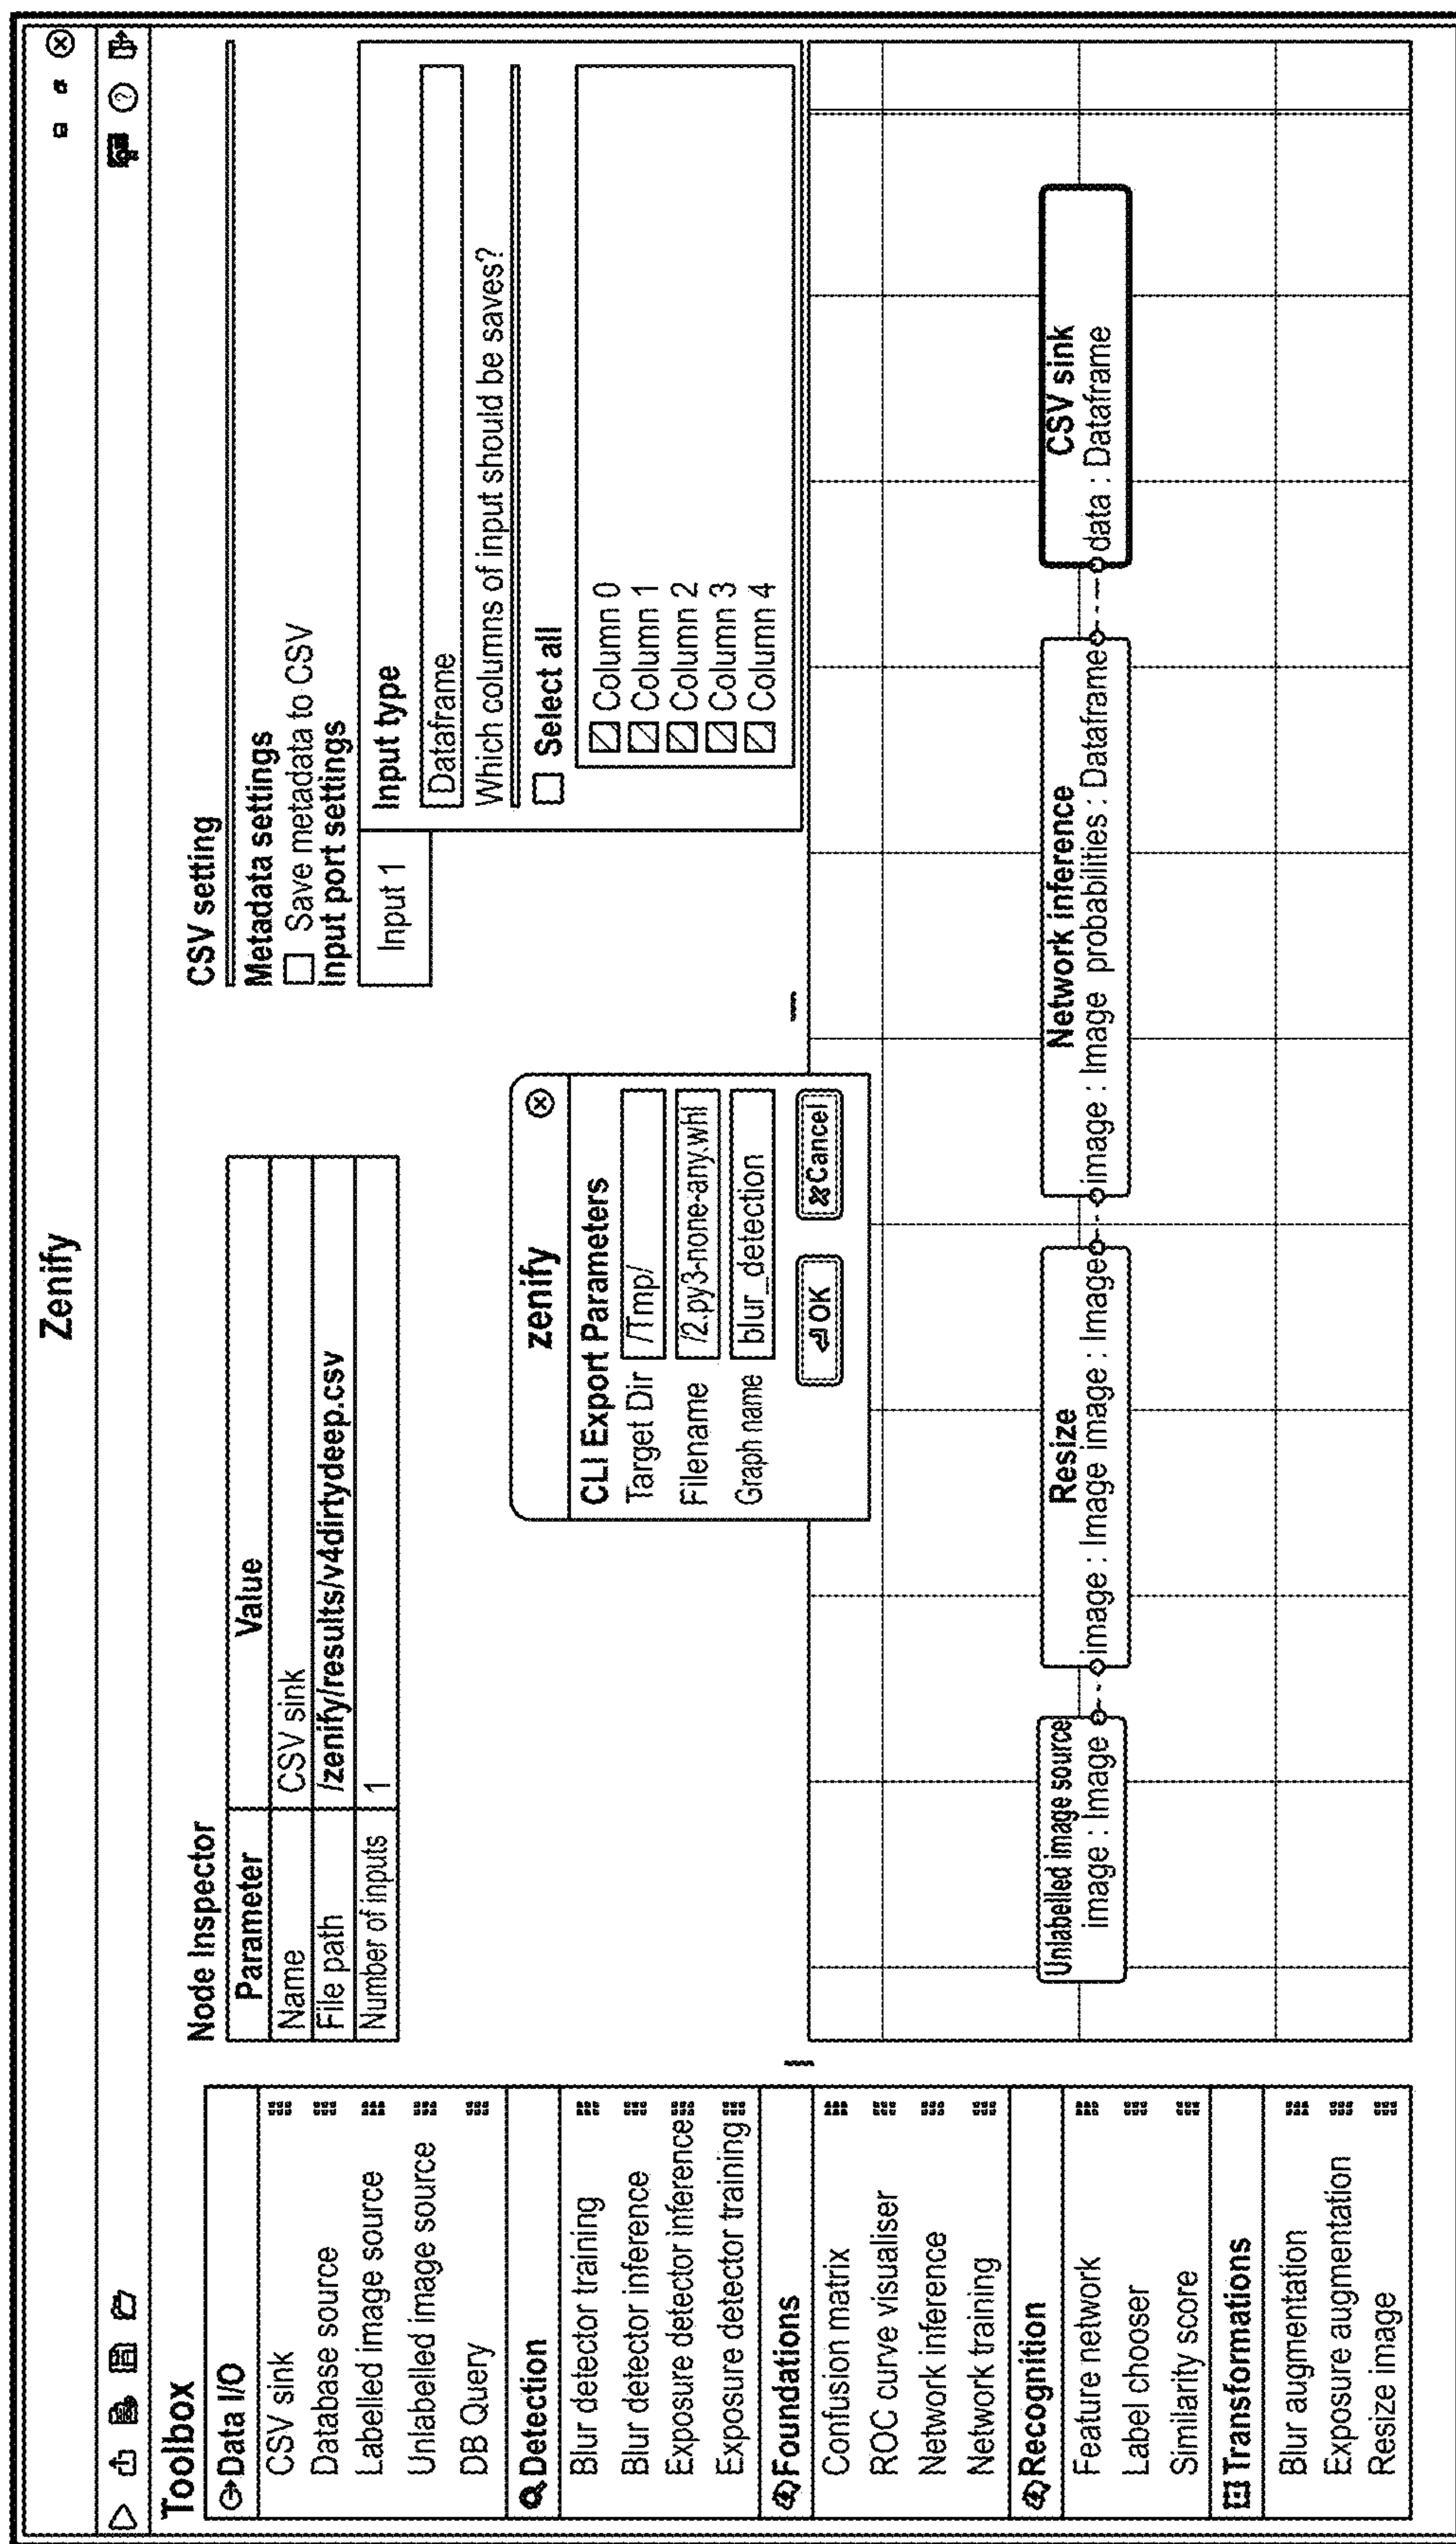 Zenify
Toolbox
Data I/O
CSV sink
Database source
Labelled image source
Unlabelled image source
DB Query
Detection
Blur detector training
Blur detector inference
Exposure detector inference
Exposure detector training
Foundations
Confusion matrix
ROC curve visualiser
Network inference
Network training
Recognition
Feature network
Label chooser
Similarity score
Transformations
Blur augmentation
Exposure augmentation
Resize image
Node Inspector
Parameter Value
Name CSV sink
File path /zenify/results/v4dirtydeep.csv
Number of inputs 1
CSV setting
Metadata settings
Save metadata to CSV
Input port settings
Input 1
Input type
Dataframe
Which columns of input should be saves?
Select all
Column 0
Column 1
Column 2
Column 3
Column 4
zenify
CLI Export Parameters
Target Dir /Tmp/
Filename /2.py3-none-any.whl
Graph name blur_detection
OK Cancel
Unlabelled image source
image : Image
Resize
image : Image image : Image
Network inference
image : Image probabilities : Dataframe
CSV sink
data : Dataframe